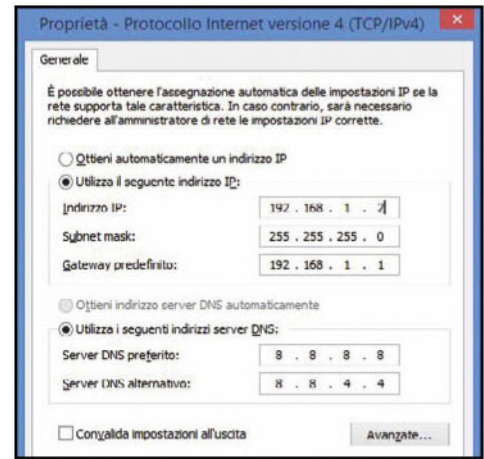 Proprietà - Protocollo Internet versione 4 (TCP/IPv4)
Generale
È possibile ottenere l'assegnazione automatica delle impostazioni IP se la
rete supporta tale caratteristica. In caso contrario, sarà necessario
richiedere all'amministratore di rete le impostazioni IP corrette.
Ottieni automaticamente un indirizzo IP
Utilizza il seguente indirizzo IP:
Indirizzo IP: 192 . 168 . 1 . 2
Subnet mask: 255 . 255 . 255 . 0
Gateway predefinito: 192 . 168 . 1 . 1
Ottieni indirizzo server DNS automaticamente
Utilizza i seguenti indirizzi server DNS:
Server DNS preferito: 8 . 8 . 8 . 8
Server DNS alternativo: 8 . 8 . 4 . 4
Convalida impostazioni all'uscita Avanzate...